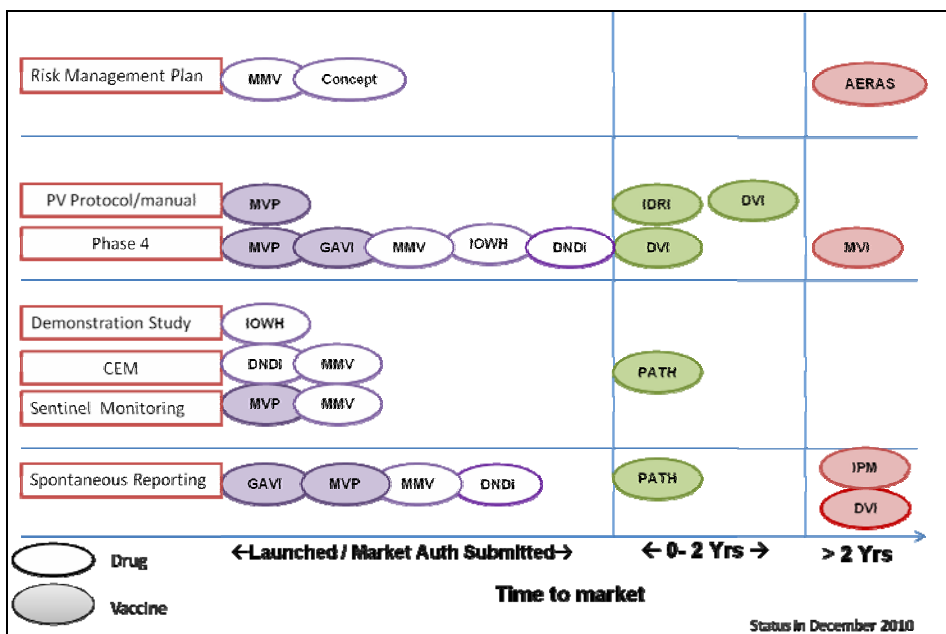 Risk Management Plan MMV Concept AERAS
PV Protocol/manual MVP IDRI DVI
Phase 4 MVP GAVI MMV IOWH DNDi DVI MVI
Demonstration Study IOWH
CEM DNDi MMV PATH
Sentinel Monitoring MVP MMV
Spontaneous Reporting GAVI MVP MMV DNDi PATH IPM
DVI
←Launched / Market Auth Submitted→ ← 0- 2 Yrs → > 2 Yrs
Drug
Time to market
Vaccine
Status in December 2010